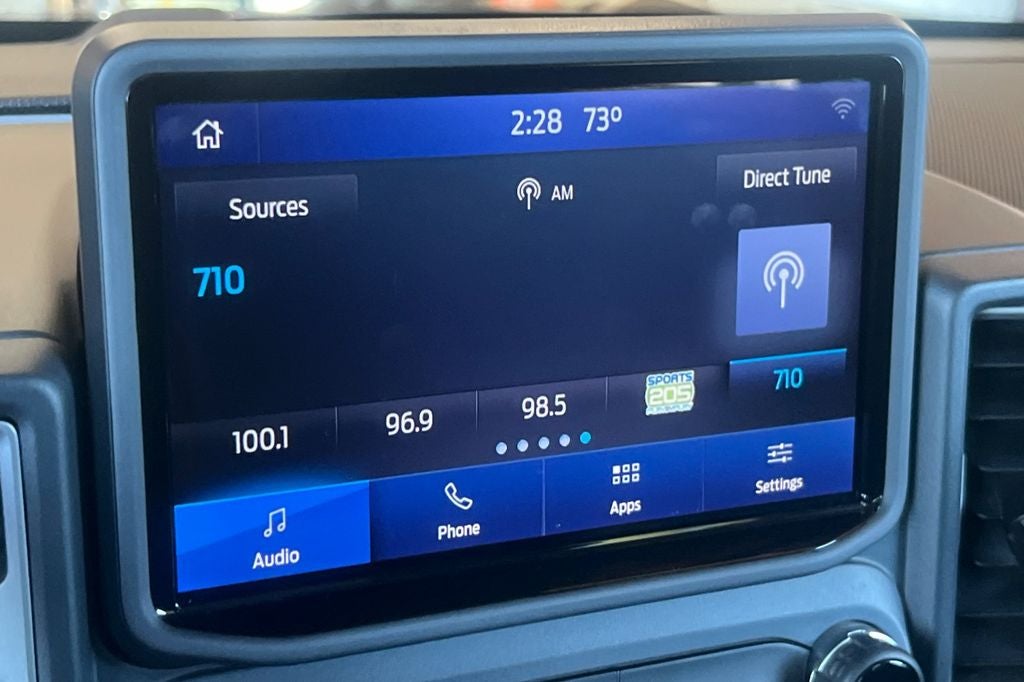 2:28 73º
Sources
AM
Direct Tune
710
100.1
96.9
98.5
SPORTS
205
710
Audio
Phone
Apps
Settings